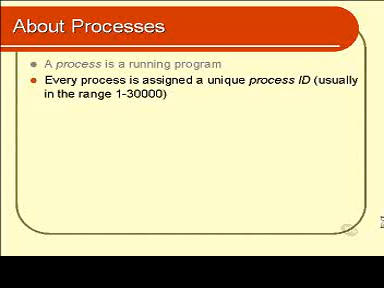 About Processes
A process is a running program
Every process is assigned a unique process ID (usually
in the range 1-30000)